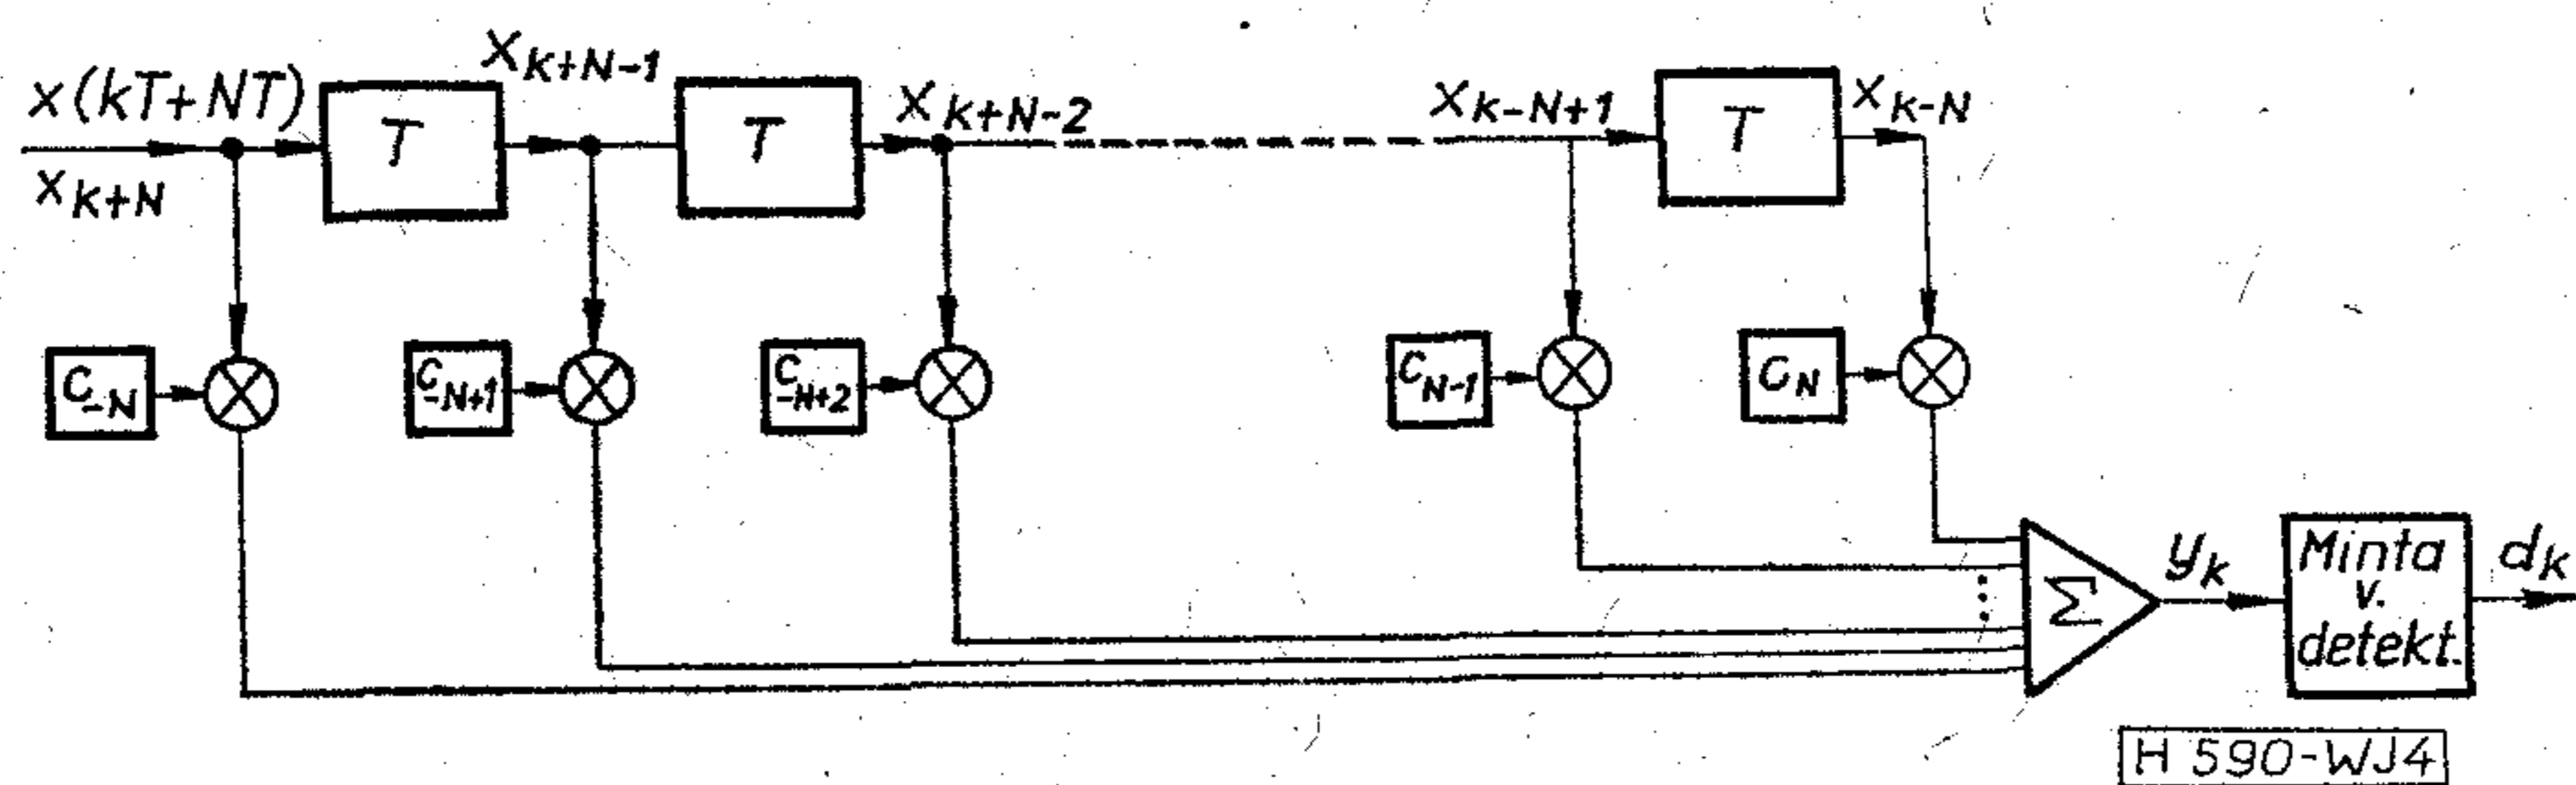 x(kT+NT)
x_{k+N}
T
x_{k+N-1}
T
x_{k+N-2}
x_{k-N+1}
T
x_{k-N}
C_{-N}
C_{-N+1}
C_{-N+2}
C_{N-1}
C_N
Σ
y_k
Minta
v.
detekt.
d_k
H 590-WJ4